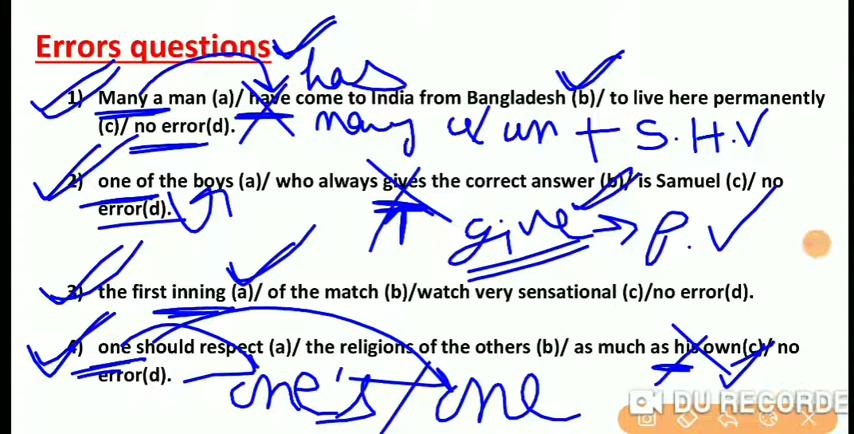 Errors questions
has
1) Many a man (a)/ have come to India from Bangladesh (b)/ to live here permanently
(c)/ no error(d). many a/an + S.H.V
2) one of the boys (a)/ who always gives the correct answer (b)/ is Samuel (c)/ no
error(d). give → P.V
3) the first inning (a)/ of the match (b)/watch very sensational (c)/no error(d).
4) one should respect (a)/ the religions of the others (b)/ as much as his own(c)/ no
error(d). one's/one
DU RECORDE